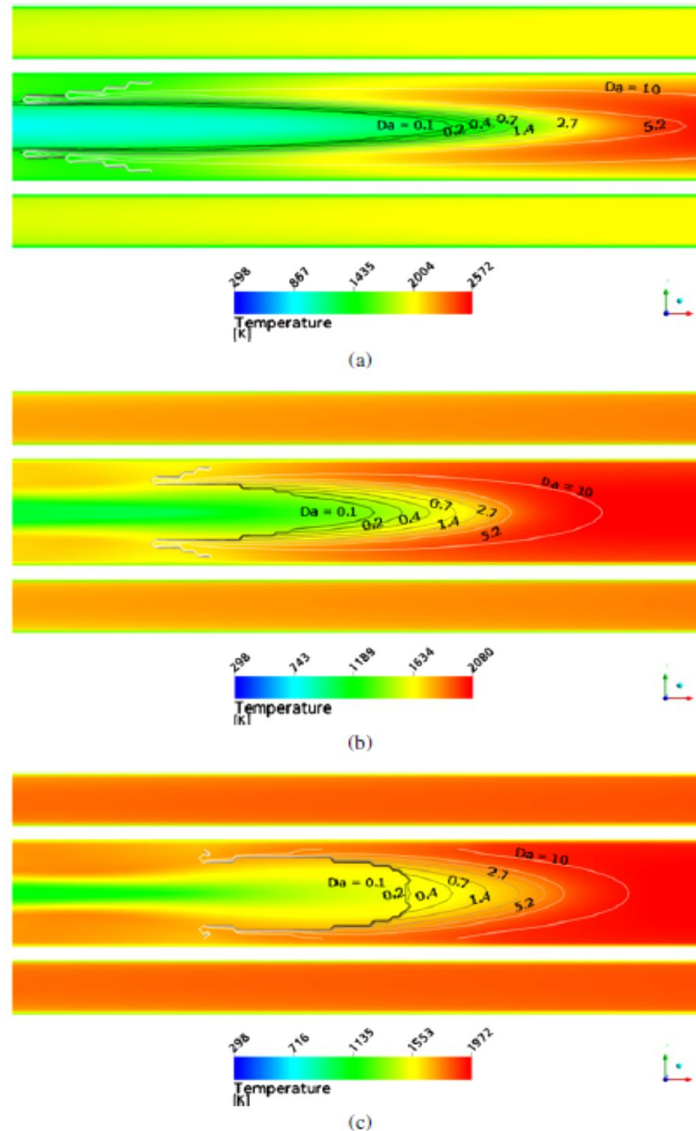 Da = 10
Da = 0.1 0.2 0.4 0.7 1.4 2.7 5.2
298 867 1435 2004 2572
Temperature
[K]
(a)
Da = 10
Da = 0.1 0.2 0.4 0.7 1.4 2.7 5.2
298 743 1189 1634 2080
Temperature
[K]
(b)
Da = 10
Da = 0.1 0.2 0.4 0.7 1.4 2.7 5.2
298 716 1135 1553 1972
Temperature
[K]
(c)